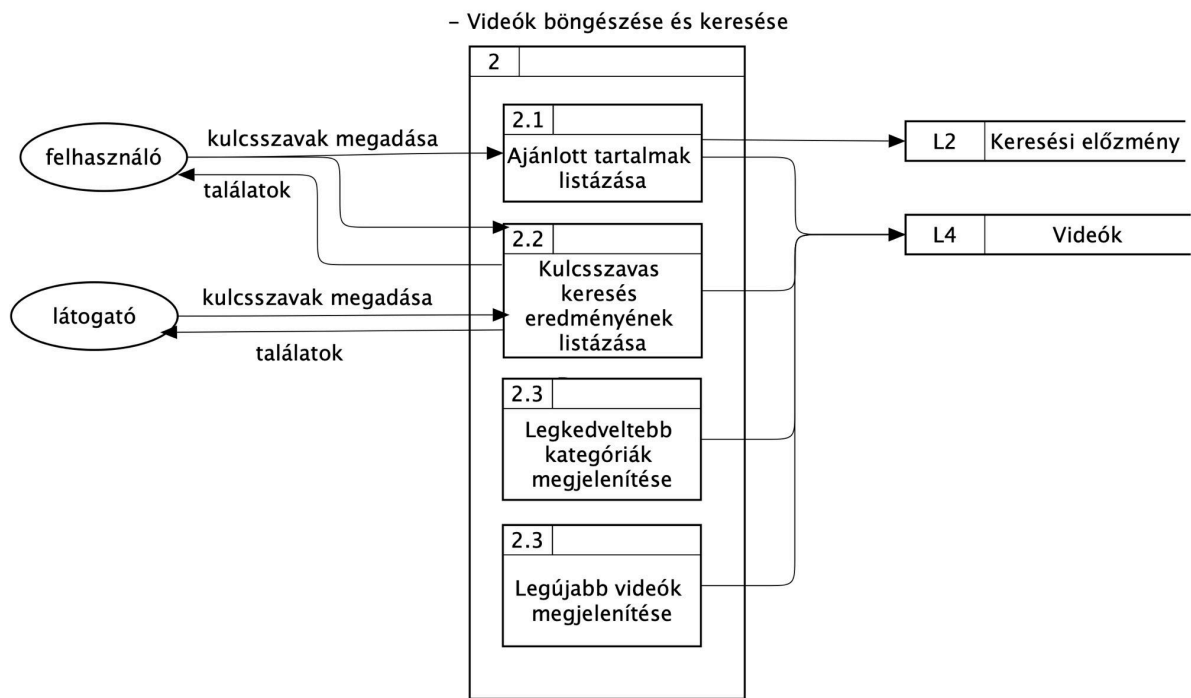 – Videók böngészése és keresése
2
2.1
Ajánlott tartalmak
listázása
felhasználó
kulcsszavak megadása
találatok
L2 Keresési előzmény
2.2
Kulcsszavas
keresés
eredményének
listázása
L4 Videók
látogató
kulcsszavak megadása
találatok
2.3
Legkedveltebb
kategóriák
megjelenítése
2.3
Legújabb videók
megjelenítése